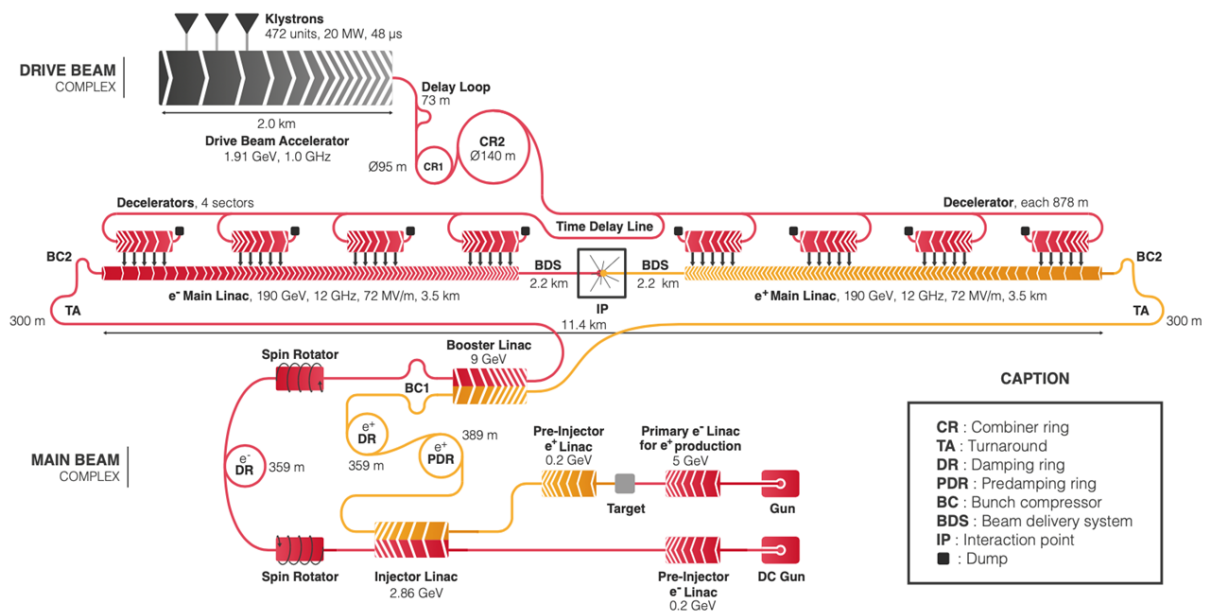 Klystrons
472 units, 20 MW, 48 µs
DRIVE BEAM
COMPLEX
Delay Loop
73 m
2.0 km
Drive Beam Accelerator
1.91 GeV, 1.0 GHz
CR2
Ø140 m
Ø95 m
CR1
Decelerators, 4 sectors
Decelerator, each 878 m
Time Delay Line
BC2
BDS
BDS
BC2
2.2 km
2.2 km
e⁻ Main Linac, 190 GeV, 12 GHz, 72 MV/m, 3.5 km
IP
e⁺ Main Linac, 190 GeV, 12 GHz, 72 MV/m, 3.5 km
TA
TA
300 m
300 m
11.4 km
Booster Linac
9 GeV
Spin Rotator
BC1
CAPTION
CR : Combiner ring
TA : Turnaround
DR : Damping ring
PDR : Predamping ring
BC : Bunch compressor
BDS : Beam delivery system
IP : Interaction point
: Dump
e⁺
DR
359 m
389 m
e⁺
PDR
MAIN BEAM
COMPLEX
e⁻
DR
359 m
Pre-Injector
e⁺ Linac
0.2 GeV
Primary e⁻ Linac
for e⁺ production
5 GeV
Target
Gun
Spin Rotator
Injector Linac
2.86 GeV
Pre-Injector
e⁻ Linac
0.2 GeV
DC Gun